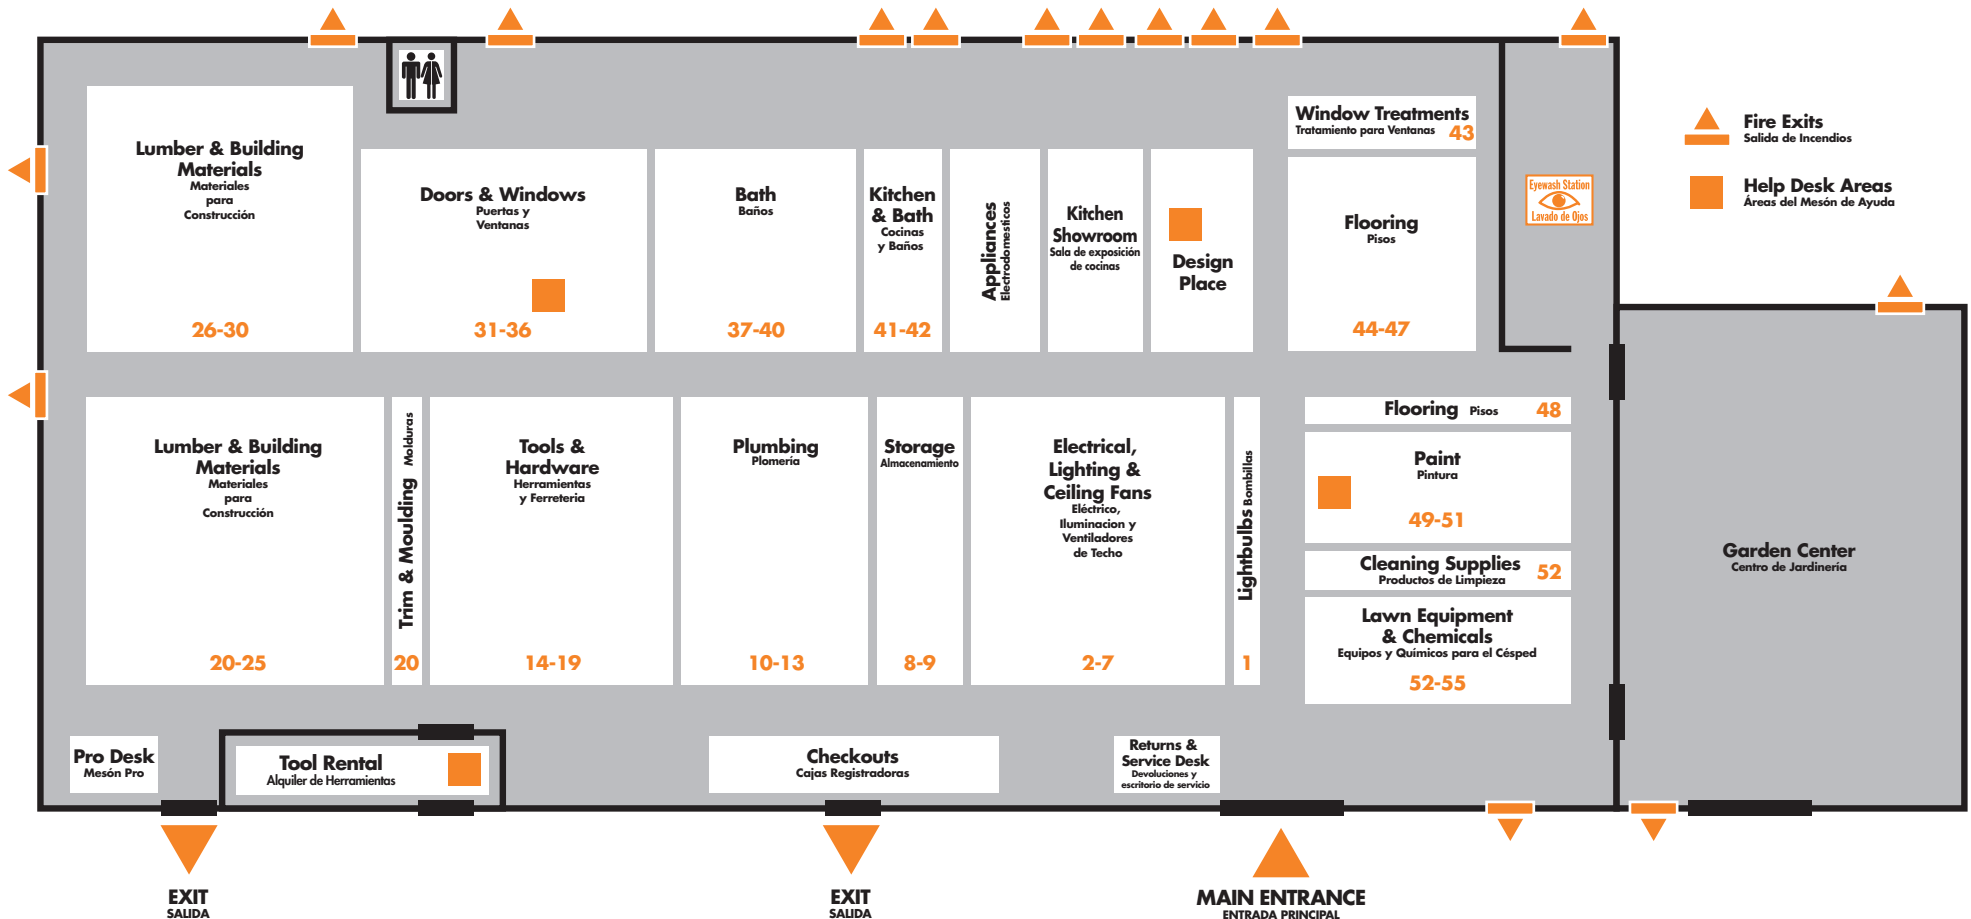 Lumber & Building
Materials
Materiales
para
Construcción
26-30
Doors & Windows
Puertas y
Ventanas
31-36
Bath
Baños
37-40
Kitchen
& Bath
Cocinas
y Baños
41-42
Appliances
Electrodomesticos
Kitchen
Showroom
Sala de exposición
de cocinas
Design
Place
Window Treatments
Tratamiento para Ventanas 43
Flooring
Pisos
44-47
Eyewash Station
Lavado de Ojos
Fire Exits
Salida de Incendios
Help Desk Areas
Áreas del Mesón de Ayuda
Lumber & Building
Materials
Materiales
para
Construcción
20-25
Trim & Moulding Molduras
20
Tools &
Hardware
Herramientas
y Ferreteria
14-19
Plumbing
Plomería
10-13
Storage
Almacenamiento
8-9
Electrical,
Lighting &
Ceiling Fans
Eléctrico,
Iluminacion y
Ventiladores
de Techo
2-7
Lightbulbs Bombillas
1
Flooring Pisos 48
Paint
Pintura
49-51
Cleaning Supplies
Productos de Limpieza 52
Lawn Equipment
& Chemicals
Equipos y Químicos para el Césped
52-55
Garden Center
Centro de Jardinería
Pro Desk
Mesón Pro
Tool Rental
Alquiler de Herramientas
Checkouts
Cajas Registradoras
Returns &
Service Desk
Devoluciones y
escritorio de servicio
EXIT
SALIDA
EXIT
SALIDA
MAIN ENTRANCE
ENTRADA PRINCIPAL